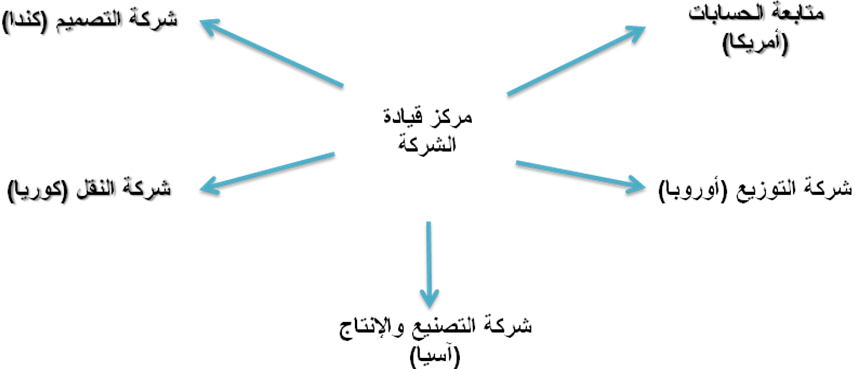 متابعة الحسابات
(أمريكا)
شركة التصميم (كندا)
مركز قيادة
الشركة
شركة التوزيع (أوروبا)
شركة النقل (كوريا)
شركة التصنيع والإنتاج
(آسيا)